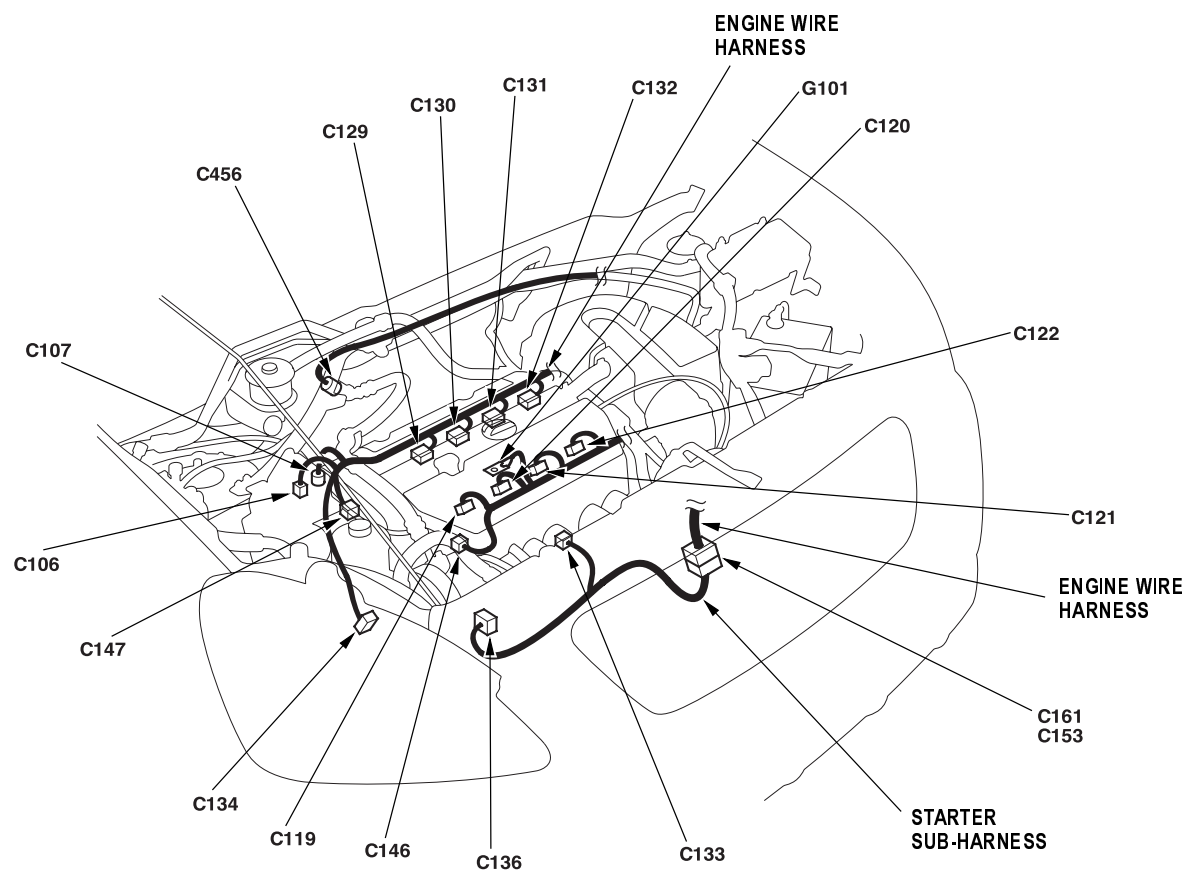 ENGINE WIRE
HARNESS
C131
C132
G101
C130
C120
C129
C456
C122
C107
C121
C106
ENGINE WIRE
HARNESS
C147
C161
C153
C134
STARTER
SUB-HARNESS
C119
C146
C136
C133